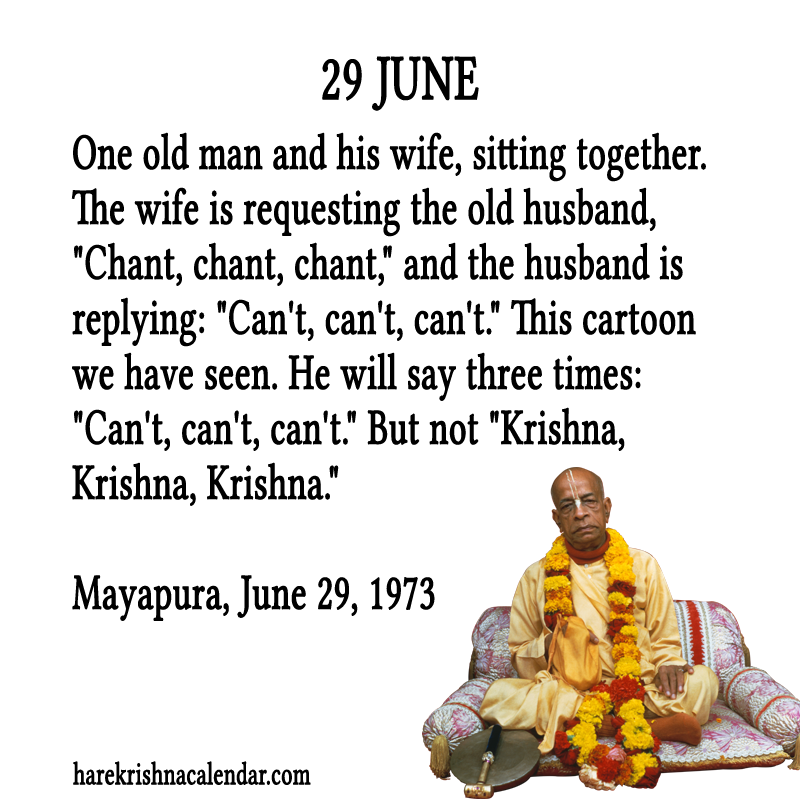 29 JUNE
One old man and his wife, sitting together.
The wife is requesting the old husband,
"Chant, chant, chant," and the husband is
replying: "Can't, can't, can't." This cartoon
we have seen. He will say three times:
"Can't, can't, can't." But not "Krishna,
Krishna, Krishna."
Mayapura, June 29, 1973
harekrishnacalendar.com